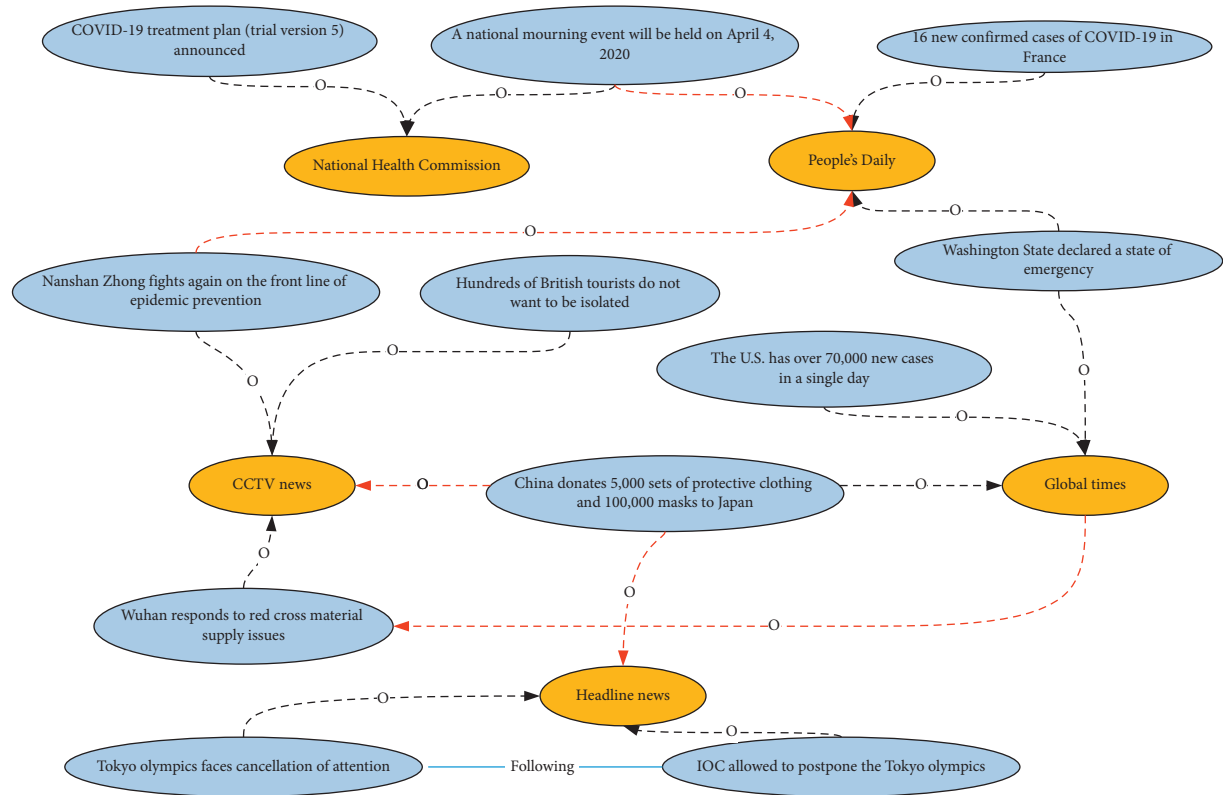 COVID-19 treatment plan (trial version 5)
announced
A national mourning event will be held on April 4,
2020
16 new confirmed cases of COVID-19 in
France
O
O
O
O
National Health Commission
People's Daily
O
O
Nanshan Zhong fights again on the front line of
epidemic prevention
Hundreds of British tourists do not
want to be isolated
Washington State declared a state of
emergency
O
O
O
The U.S. has over 70,000 new cases
in a single day
O
CCTV news
O
China donates 5,000 sets of protective clothing
and 100,000 masks to Japan
O
Global times
O
O
Wuhan responds to red cross material
supply issues
O
Headline news
O
O
Tokyo olympics faces cancellation of attention
Following
IOC allowed to postpone the Tokyo olympics